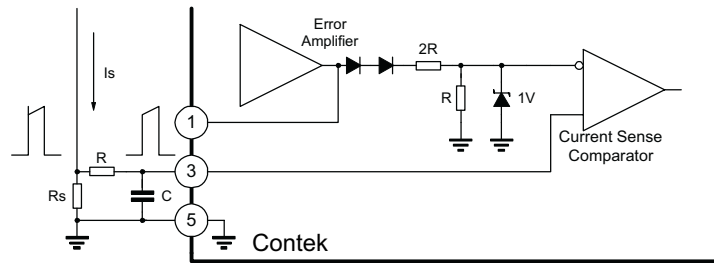 Error
Amplifier
2R
Is
R
1V
1
Current Sense
Comparator
R
3
Rs
C
5
Contek